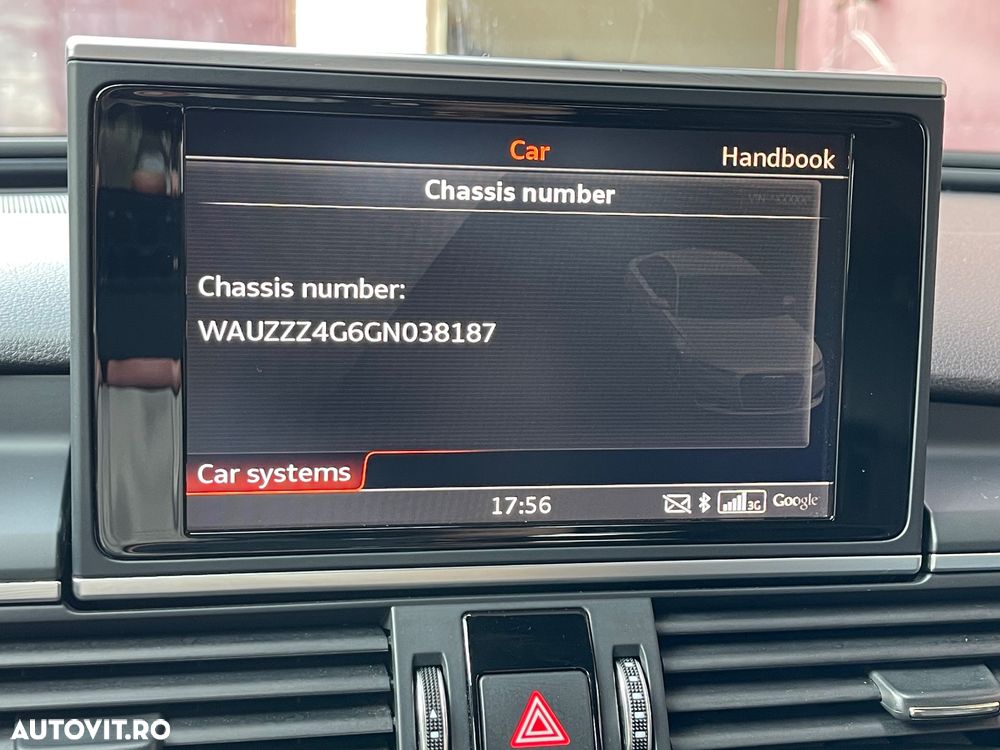 Car
Handbook
Chassis number
Chassis number:
WAUZZZ4G6GN038187
Car systems
17:56
3G
Google
AUTOVIT.RO